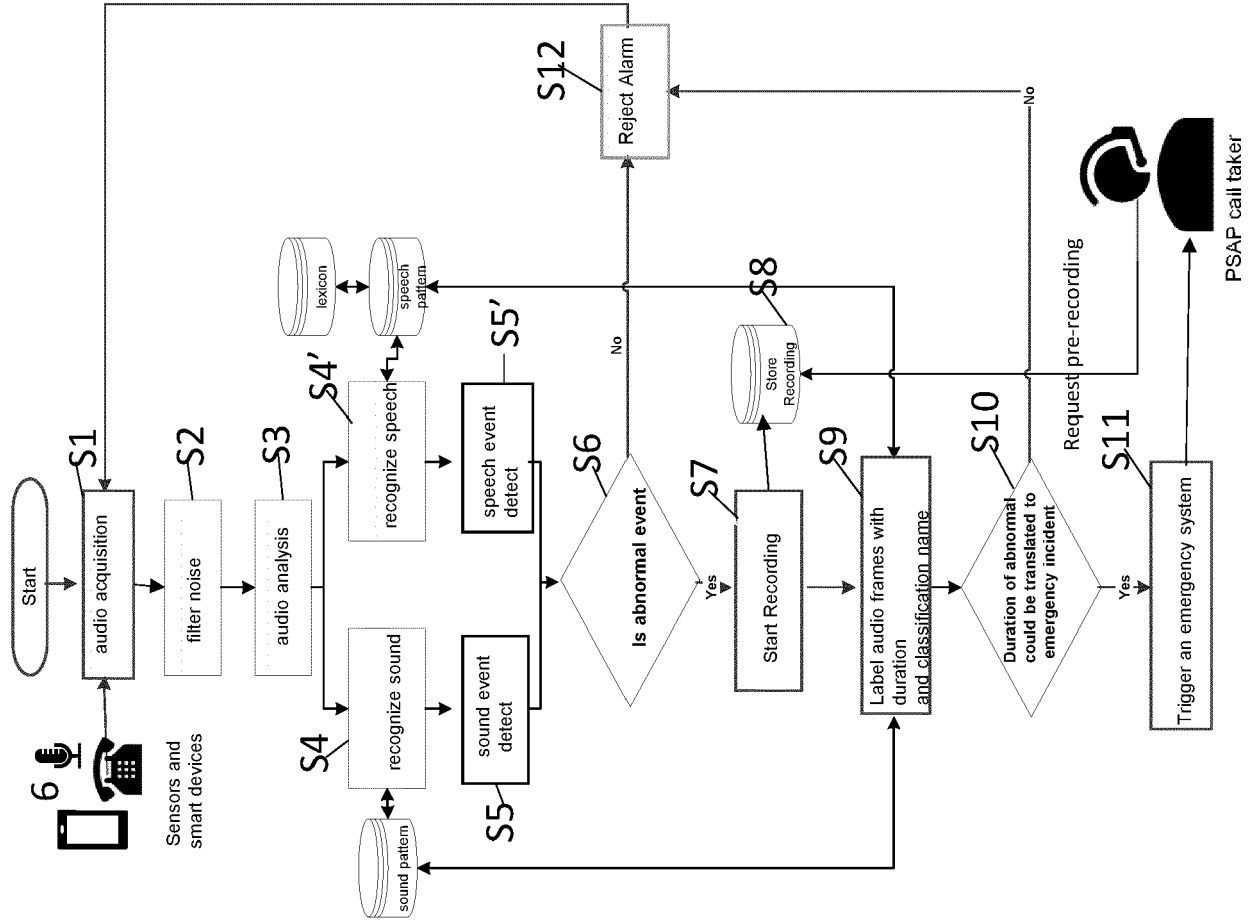 Start
S1
audio acquisition
6
Sensors and
smart devices
S2
filter noise
S3
audio analysis
S4
recognize sound
sound pattern
S4’
recognize speech
speech
pattern
lexicon
S5
sound event
detect
S5’
speech event
detect
S6
Is abnormal event
No
Yes
S12
Reject Alarm
S7
Start Recording
S8
Store
Recording
S9
Label audio frames with
duration
and classification name
S10
Duration of abnormal
could be translated to
emergency incident
No
Yes
Request pre-recording
S11
Trigger an emergency system
PSAP call taker